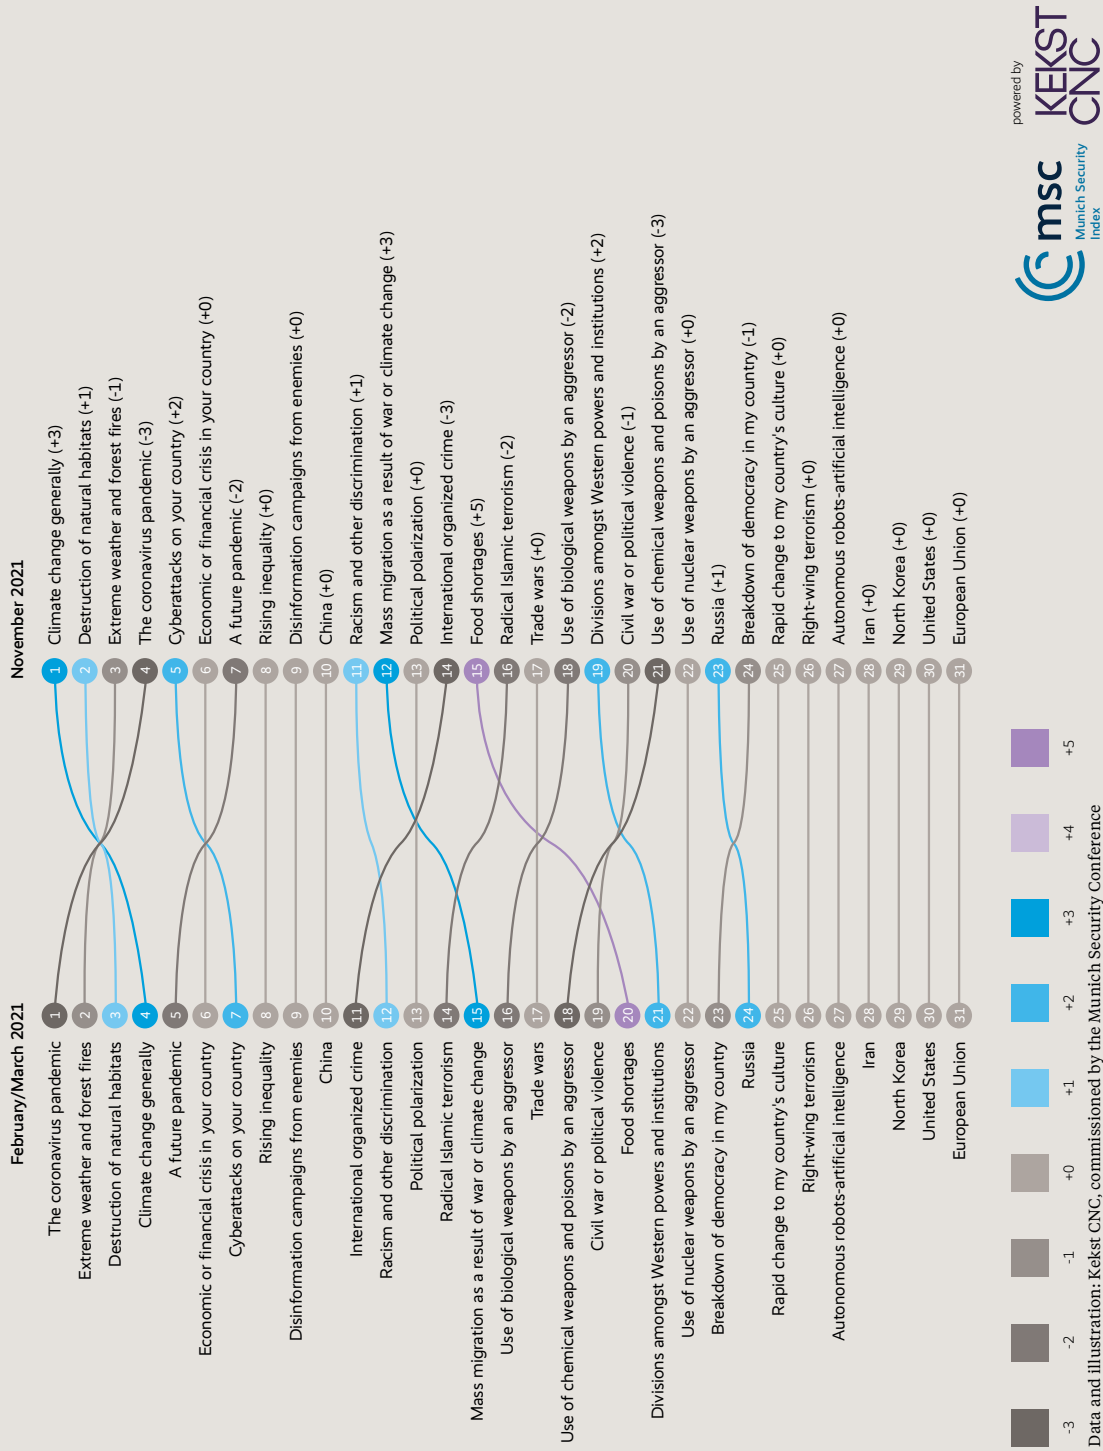 February/March 2021
November 2021
The coronavirus pandemic 1 1 Climate change generally (+3)
Extreme weather and forest fires 2 2 Destruction of natural habitats (+1)
Destruction of natural habitats 3 3 Extreme weather and forest fires (-1)
Climate change generally 4 4 The coronavirus pandemic (-3)
A future pandemic 5 5 Cyberattacks on your country (+2)
Economic or financial crisis in your country 6 6 Economic or financial crisis in your country (+0)
Cyberattacks on your country 7 7 A future pandemic (-2)
Rising inequality 8 8 Rising inequality (+0)
Disinformation campaigns from enemies 9 9 Disinformation campaigns from enemies (+0)
China 10 10 China (+0)
International organized crime 11 11 Racism and other discrimination (+1)
Racism and other discrimination 12 12 Mass migration as a result of war or climate change (+3)
Political polarization 13 13 Political polarization (+0)
Radical Islamic terrorism 14 14 International organized crime (-3)
Mass migration as a result of war or climate change 15 15 Food shortages (+5)
Use of biological weapons by an aggressor 16 16 Radical Islamic terrorism (-2)
Trade wars 17 17 Trade wars (+0)
Use of chemical weapons and poisons by an aggressor 18 18 Use of biological weapons by an aggressor (-2)
Civil war or political violence 19 19 Divisions amongst Western powers and institutions (+2)
Food shortages 20 20 Civil war or political violence (-1)
Divisions amongst Western powers and institutions 21 21 Use of chemical weapons and poisons by an aggressor (-3)
Use of nuclear weapons by an aggressor 22 22 Use of nuclear weapons by an aggressor (+0)
Breakdown of democracy in my country 23 23 Russia (+1)
Russia 24 24 Breakdown of democracy in my country (-1)
Rapid change to my country's culture 25 25 Rapid change to my country's culture (+0)
Right-wing terrorism 26 26 Right-wing terrorism (+0)
Autonomous robots-artificial intelligence 27 27 Autonomous robots-artificial intelligence (+0)
Iran 28 28 Iran (+0)
North Korea 29 29 North Korea (+0)
United States 30 30 United States (+0)
European Union 31 31 European Union (+0)
-3 -2 -1 +0 +1 +2 +3 +4 +5
Data and illustration: Kekst CNC, commissioned by the Munich Security Conference
msc
Munich Security
Index
powered by
KEKST
CNC